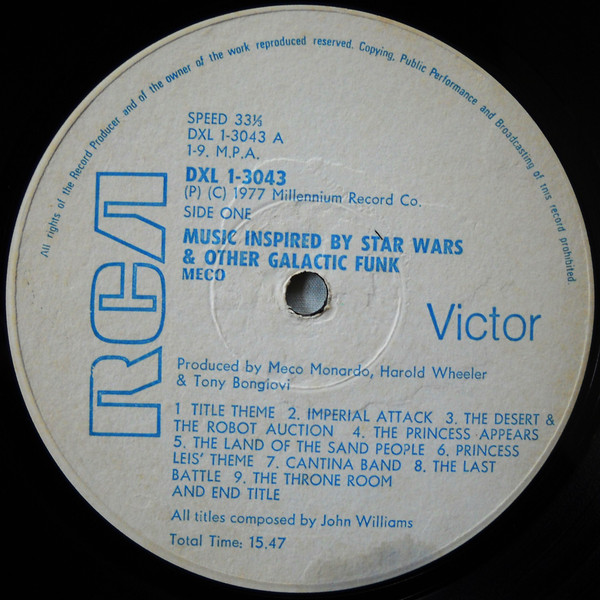 All rights of the Record Producer and of the owner of the work reproduced reserved. Copying, Public Performance and Broadcasting of this record prohibited.
SPEED 33⅓
DXL 1-3043 A
1-9. M.P.A.
DXL 1-3043
(P) (C) 1977 Millennium Record Co.
SIDE ONE
MUSIC INSPIRED BY STAR WARS
& OTHER GALACTIC FUNK
MECO
RCA
Victor
Produced by Meco Monardo, Harold Wheeler
& Tony Bongiovi
1 TITLE THEME 2. IMPERIAL ATTACK 3. THE DESERT &
THE ROBOT AUCTION 4. THE PRINCESS APPEARS
5. THE LAND OF THE SAND PEOPLE 6. PRINCESS
LEIS' THEME 7. CANTINA BAND 8. THE LAST
BATTLE 9. THE THRONE ROOM
AND END TITLE
All titles composed by John Williams
Total Time: 15.47